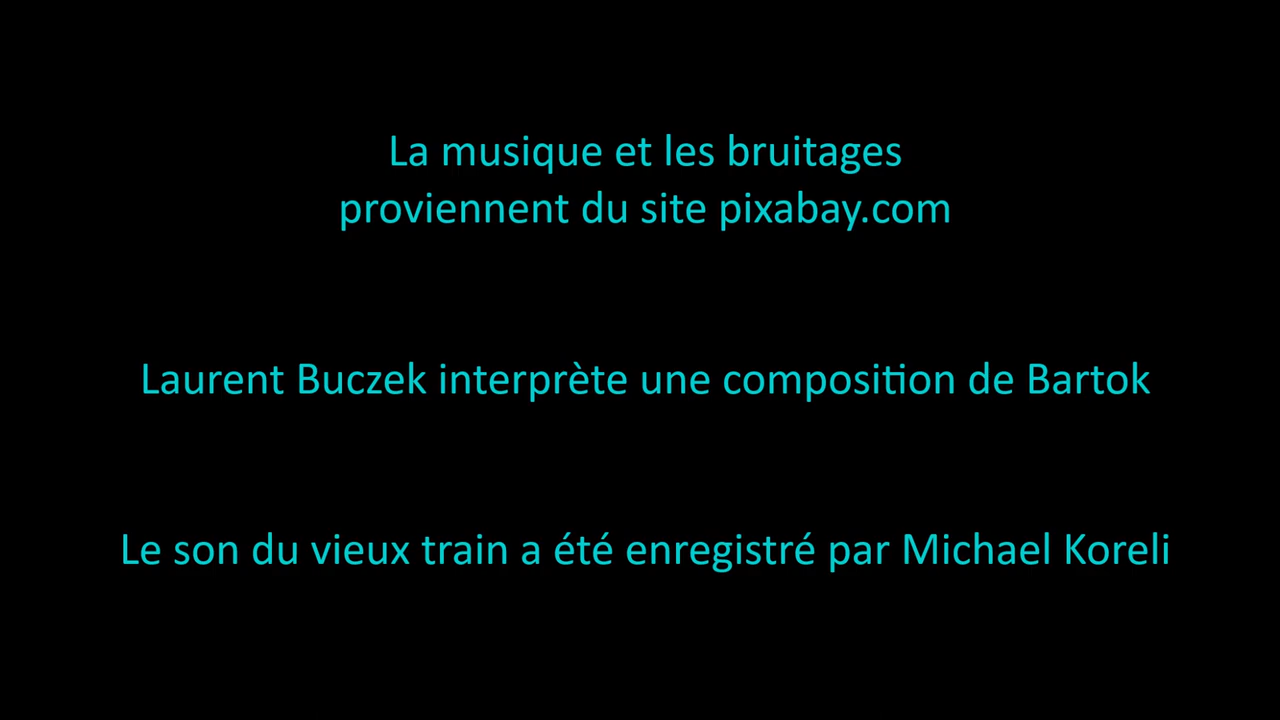 La musique et les bruitages
proviennent du site pixabay.com
Laurent Buczek interprète une composition de Bartok
Le son du vieux train a été enregistré par Michael Koreli